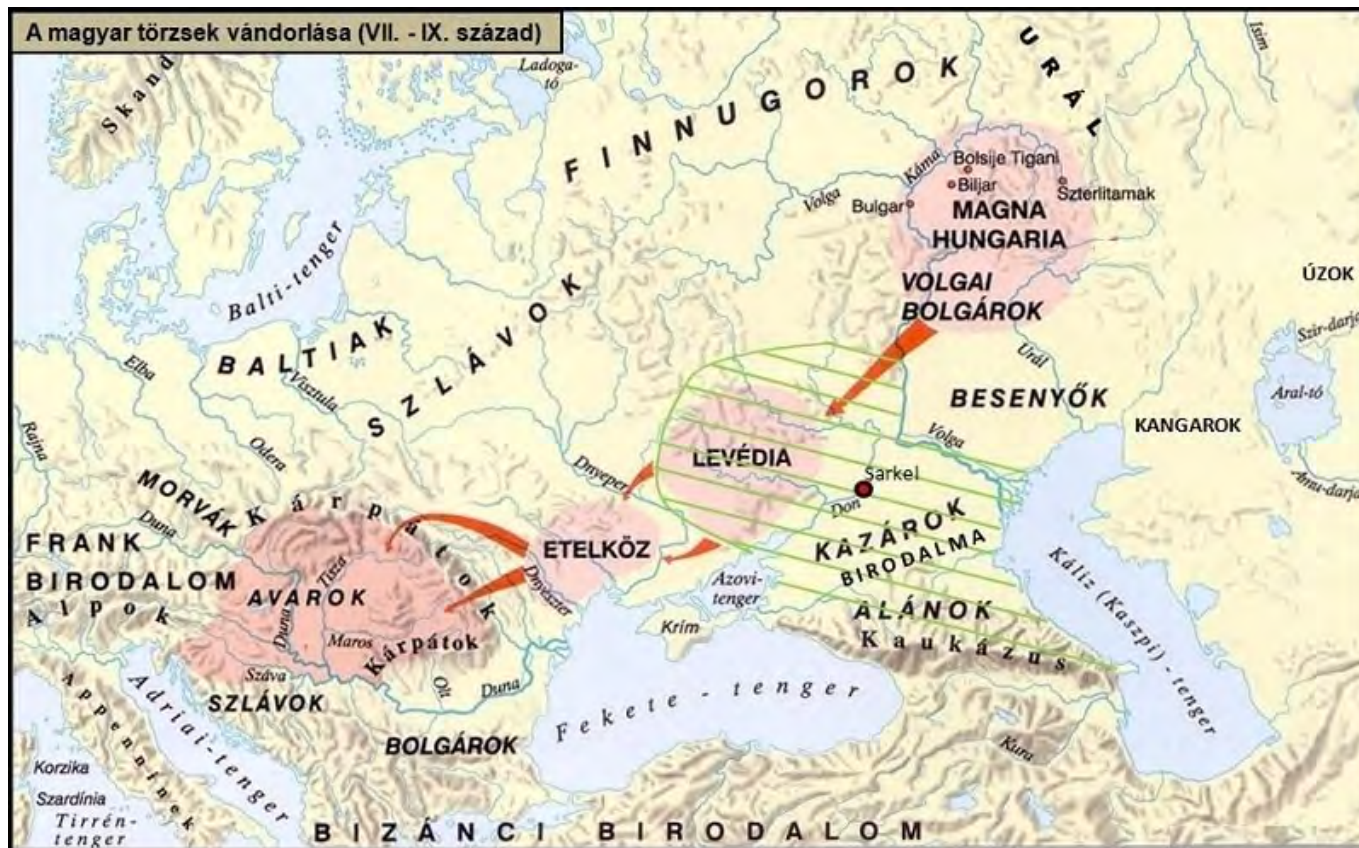 A magyar törzsek vándorlása (VII. - IX. század)
Skand
Ladoga-
tó
FINNUGOROK
URÁL
Isim
Káma
Bolsije Tigani
Biljar
Szterlitamak
Volga
Bulgar
MAGNA
HUNGARIA
VOLGAI
BOLGÁROK
ÚZOK
Szir-darja
Balti-tenger
BALTIAK
SZLÁVOK
Elba
Visztula
Odera
Rajna
Urál
BESENYŐK
Aral-tó
KANGAROK
Amu-darja
Volga
LEVÉDIA
Sarkel
Dnyeper
Don
MORVÁK
Kárpátok
Duna
FRANK
BIRODALOM
Alpok
ETELKÖZ
KAZÁROK
BIRODALMA
Tisza
AVAROK
Dnyeszter
Azovi-
tenger
ALÁNOK
Kaukázus
Káliz (Kaszpi) - tenger
Duna
Maros
Kárpátok
Krím
Száva
Olt
Duna
SZLÁVOK
Fekete - tenger
Adriai-tenger
Appenninek
BOLGÁROK
Kura
Korzika
Szardínia
Tirrén-
tenger
BIZÁNCI BIRODALOM